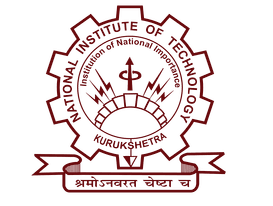 NATIONAL INSTITUTE OF TECHNOLOGY
Institution of National Importance
KURUKSHETRA
श्रमोऽनवरत चेष्टा च